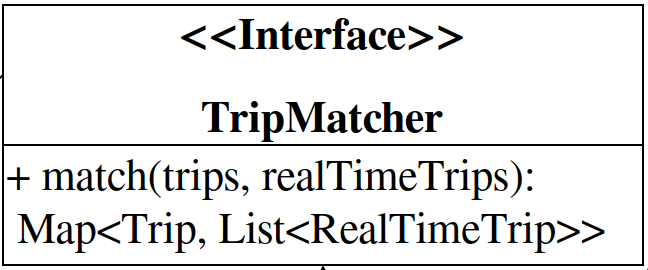 <<Interface>>
TripMatcher
+ match(trips, realTimeTrips):
Map<Trip, List<RealTimeTrip>>